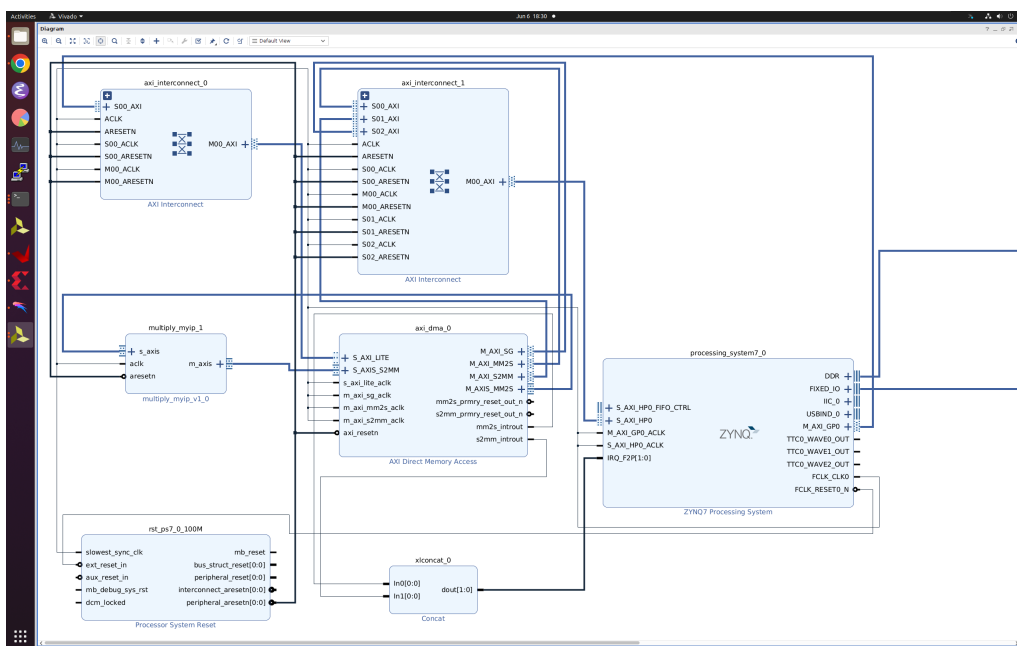 Activities
Vivado
Jun 6 18:30
Diagram
Default View
axi_interconnect_0
S00_AXI
ACLK
ARESETN
S00_ACLK
S00_ARESETN
M00_ACLK
M00_ARESETN
M00_AXI
AXI Interconnect
axi_interconnect_1
S00_AXI
S01_AXI
S02_AXI
ACLK
ARESETN
S00_ACLK
S00_ARESETN
M00_ACLK
M00_ARESETN
S01_ACLK
S01_ARESETN
S02_ACLK
S02_ARESETN
M00_AXI
AXI Interconnect
multiply_myip_1
s_axis
aclk
aresetn
m_axis
multiply_myip_v1_0
axi_dma_0
S_AXI_LITE
S_AXIS_S2MM
s_axi_lite_aclk
m_axi_sg_aclk
m_axi_mm2s_aclk
m_axi_s2mm_aclk
axi_resetn
M_AXI_SG
M_AXI_MM2S
M_AXI_S2MM
M_AXIS_MM2S
mm2s_prmry_reset_out_n
s2mm_prmry_reset_out_n
mm2s_introut
s2mm_introut
AXI Direct Memory Access
processing_system7_0
S_AXI_HP0_FIFO_CTRL
S_AXI_HP0
M_AXI_GP0_ACLK
S_AXI_HP0_ACLK
IRQ_F2P[1:0]
ZYNQ
DDR
FIXED_IO
IIC_0
USBIND_0
M_AXI_GP0
TTC0_WAVE0_OUT
TTC0_WAVE1_OUT
TTC0_WAVE2_OUT
FCLK_CLK0
FCLK_RESET0_N
ZYNQ7 Processing System
rst_ps7_0_100M
slowest_sync_clk
ext_reset_in
aux_reset_in
mb_debug_sys_rst
dcm_locked
mb_reset
bus_struct_reset[0:0]
peripheral_reset[0:0]
interconnect_aresetn[0:0]
peripheral_aresetn[0:0]
Processor System Reset
xlconcat_0
In0[0:0]
In1[0:0]
dout[1:0]
Concat